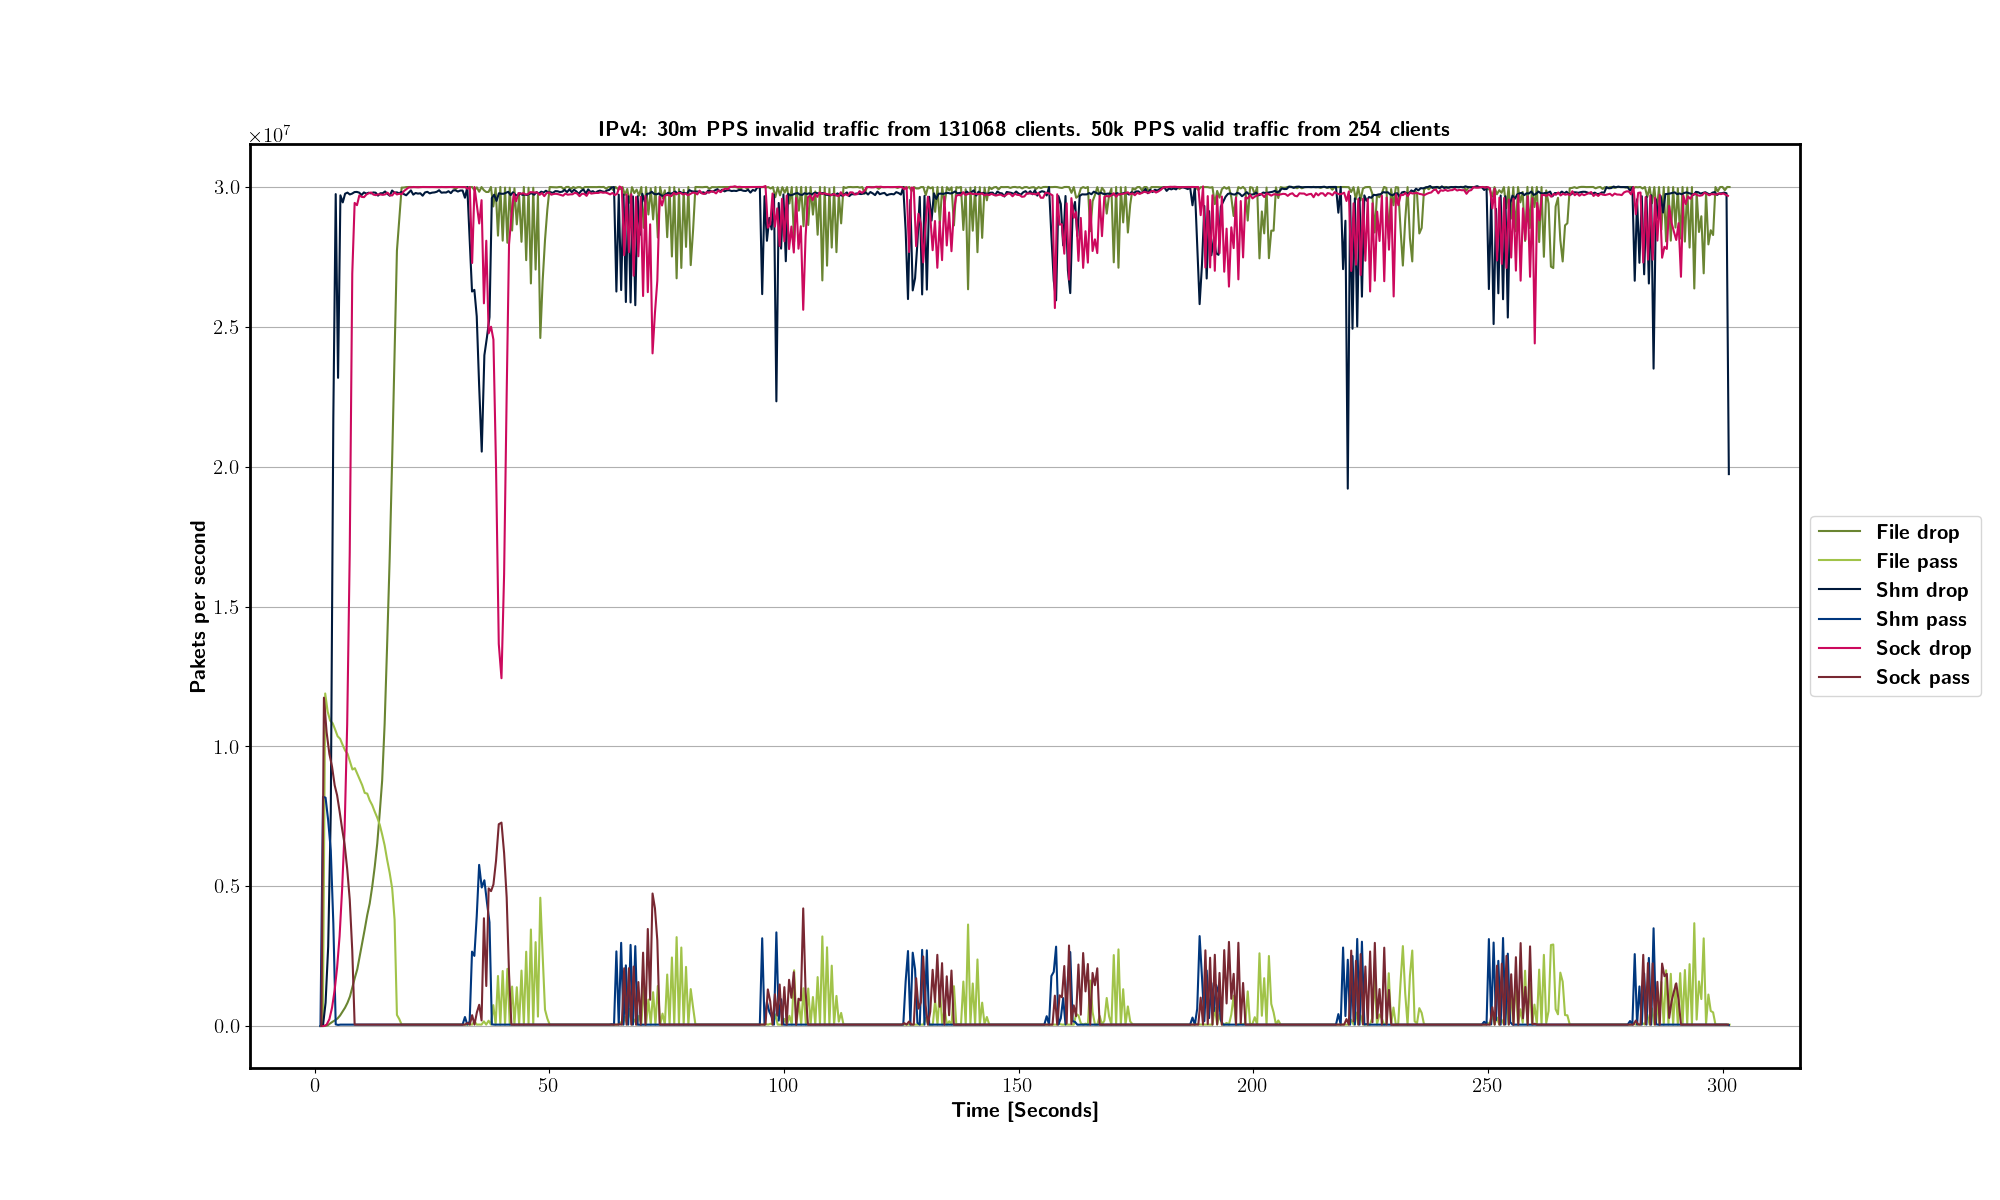 IPv4: 30m PPS invalid traffic from 131068 clients. 50k PPS valid traffic from 254 clients
×10⁷
3.0
2.5
2.0
1.5
1.0
0.5
0.0
Pakets per second
0 50 100 150 200 250 300
Time [Seconds]
File drop
File pass
Shm drop
Shm pass
Sock drop
Sock pass